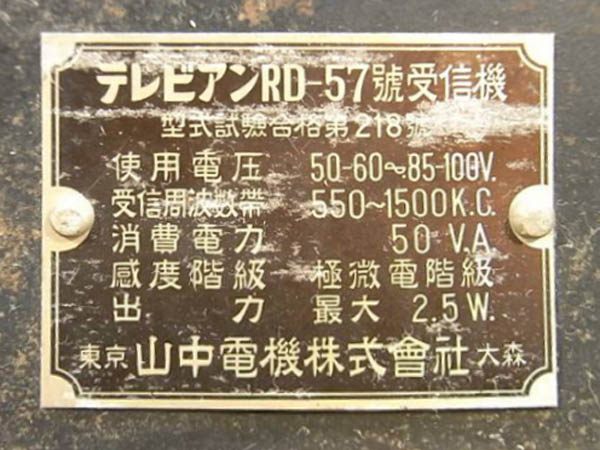 テレビアンRD-57號受信機
型式試驗合格第218號
使用電圧 50-60～85-100V.
受信周波数帯 550～1500K.C.
消費電力 50 V.A.
感度階級 極微電階級
出力 最大 2.5W.
東京 山中電機株式會社 大森